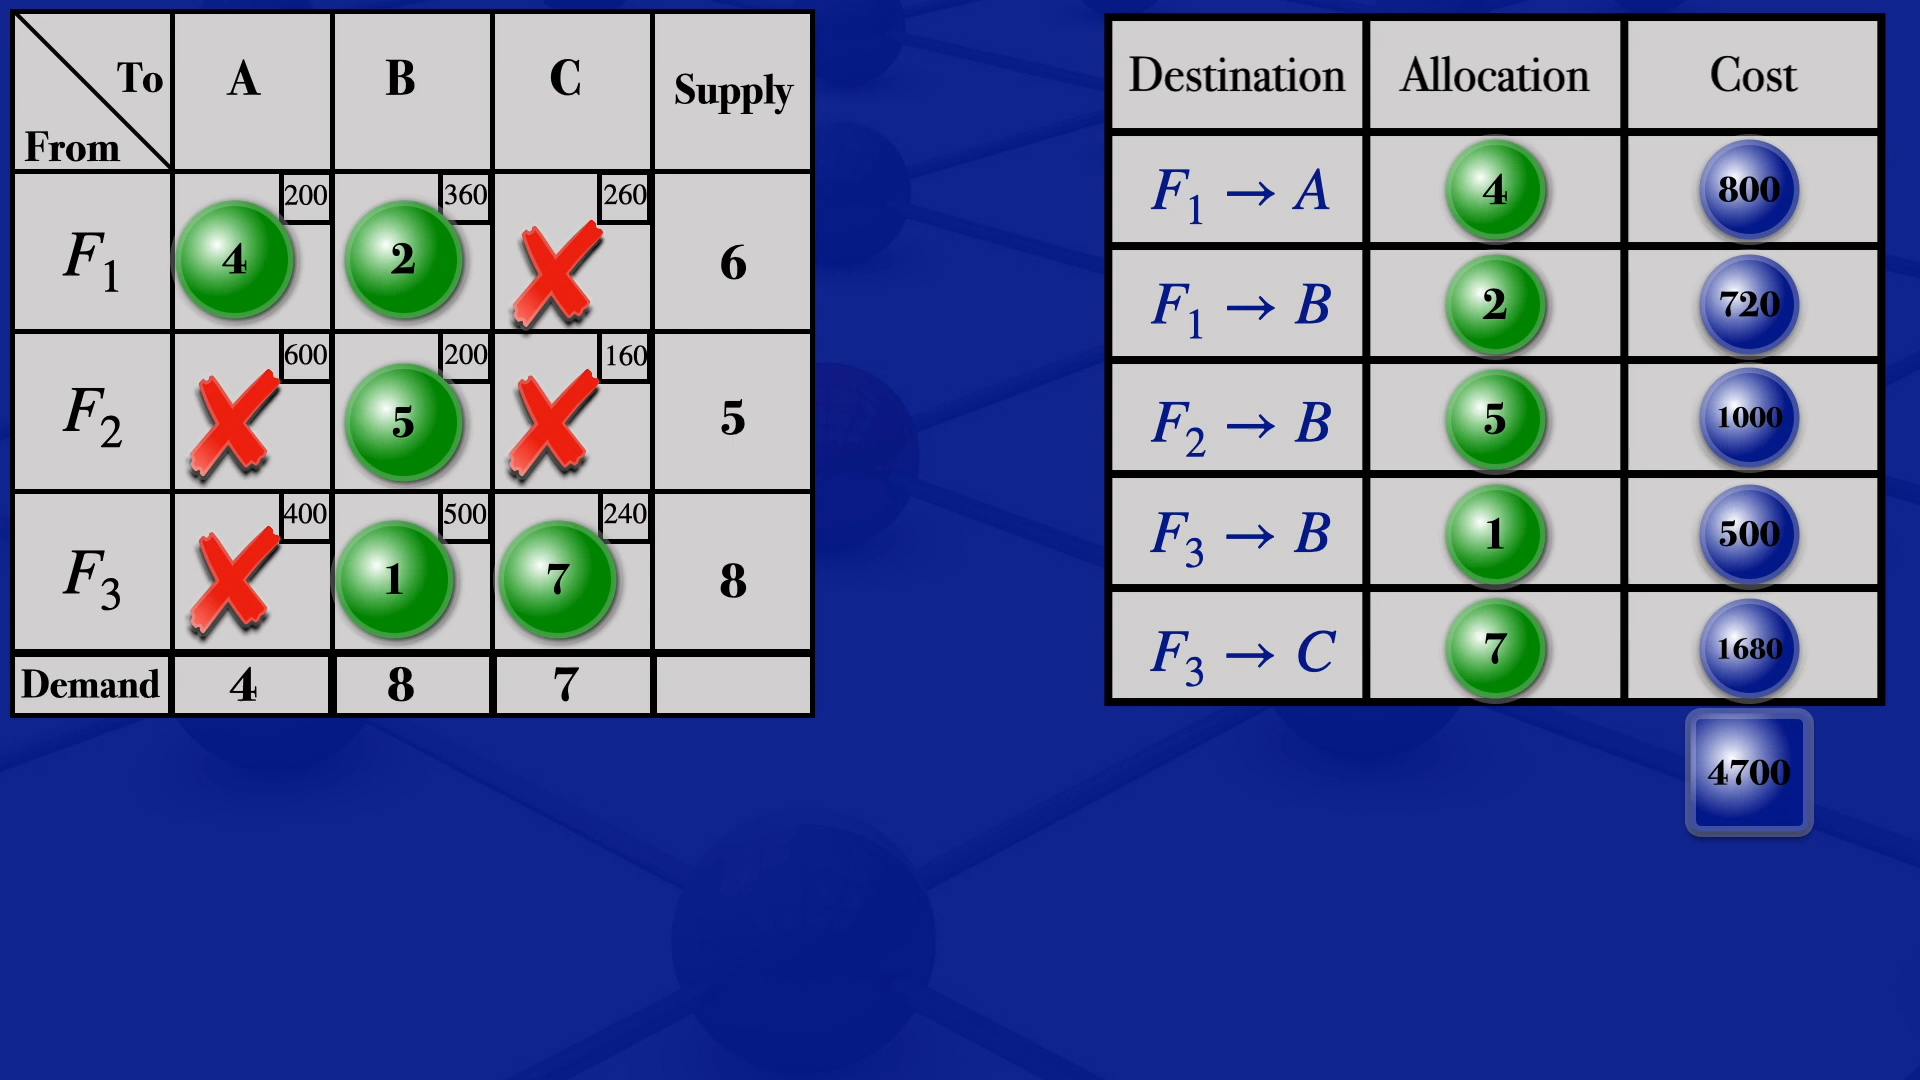 To A B C Supply
From
200 360 260
F₁ 4 2 6
600 200 160
F₂ 5 5
400 500 240
F₃ 1 7 8
Demand 4 8 7
Destination Allocation Cost
F₁ → A 4 800
F₁ → B 2 720
F₂ → B 5 1000
F₃ → B 1 500
F₃ → C 7 1680
4700